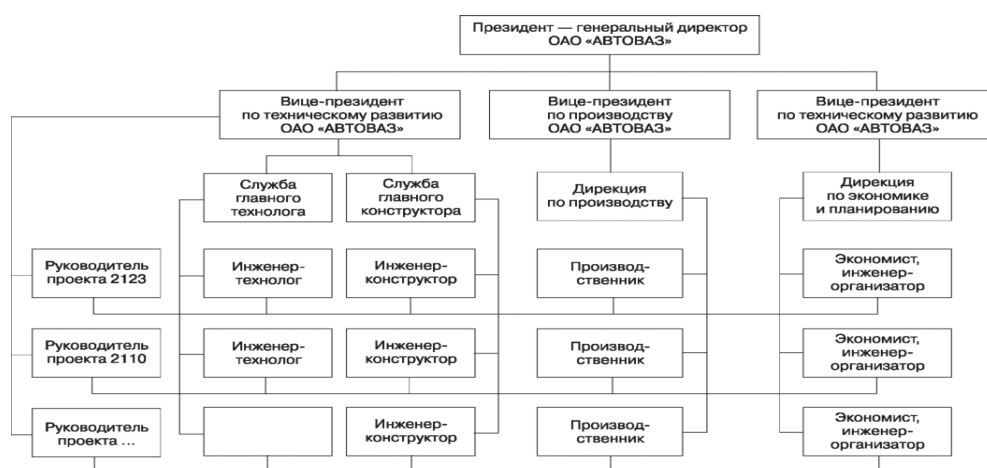 Президент — генеральный директор
ОАО «АВТОВАЗ»
Вице-президент
по техническому развитию
ОАО «АВТОВАЗ»
Вице-президент
по производству
ОАО «АВТОВАЗ»
Вице-президент
по техническому развитию
ОАО «АВТОВАЗ»
Служба
главного
технолога
Служба
главного
конструктора
Дирекция
по производству
Дирекция
по экономике
и планированию
Руководитель
проекта 2123
Инженер-
технолог
Инженер-
конструктор
Производ-
ственник
Экономист,
инженер-
организатор
Руководитель
проекта 2110
Инженер-
технолог
Инженер-
конструктор
Производ-
ственник
Экономист,
инженер-
организатор
Руководитель
проекта ...
Инженер-
конструктор
Производ-
ственник
Экономист,
инженер-
организатор